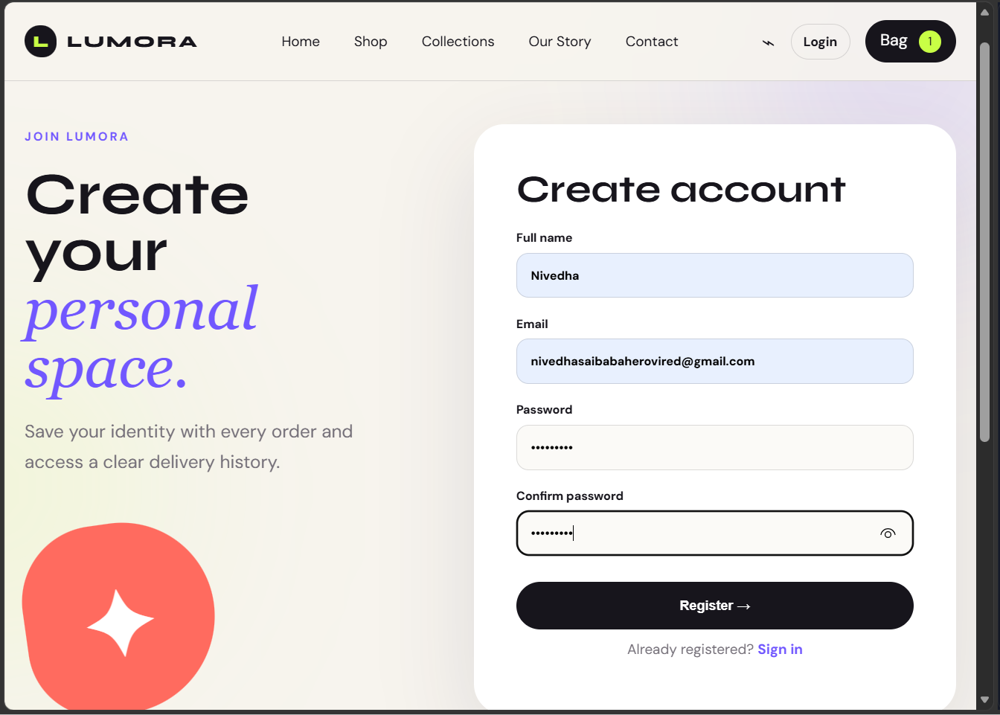 L LUMORA
Home Shop Collections Our Story Contact
Login
Bag 1
JOIN LUMORA
Create
your
personal
space.
Save your identity with every order and
access a clear delivery history.
Create account
Full name
Nivedha
Email
nivedhasaibabaherovired@gmail.com
Password
•••••••••
Confirm password
•••••••••
Register →
Already registered? Sign in